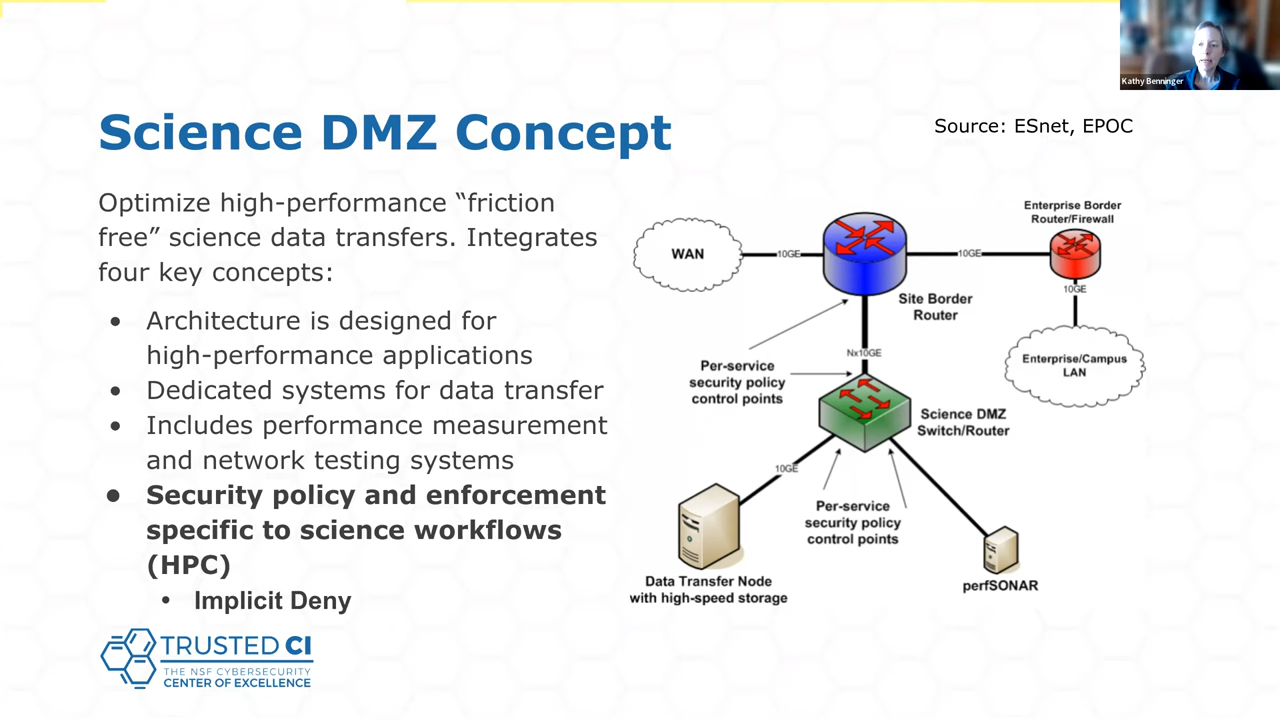 Kathy Benninger
Science DMZ Concept
Source: ESnet, EPOC
Optimize high-performance “friction
free” science data transfers. Integrates
four key concepts:
• Architecture is designed for
high-performance applications
• Dedicated systems for data transfer
• Includes performance measurement
and network testing systems
• Security policy and enforcement
specific to science workflows
(HPC)
• Implicit Deny
WAN
10GE
10GE
Enterprise Border
Router/Firewall
10GE
Site Border
Router
Nx10GE
Per-service
security policy
control points
Enterprise/Campus
LAN
Science DMZ
Switch/Router
10GE
Per-service
security policy
control points
Data Transfer Node
with high-speed storage
perfSONAR
TRUSTED CI
THE NSF CYBERSECURITY
CENTER OF EXCELLENCE